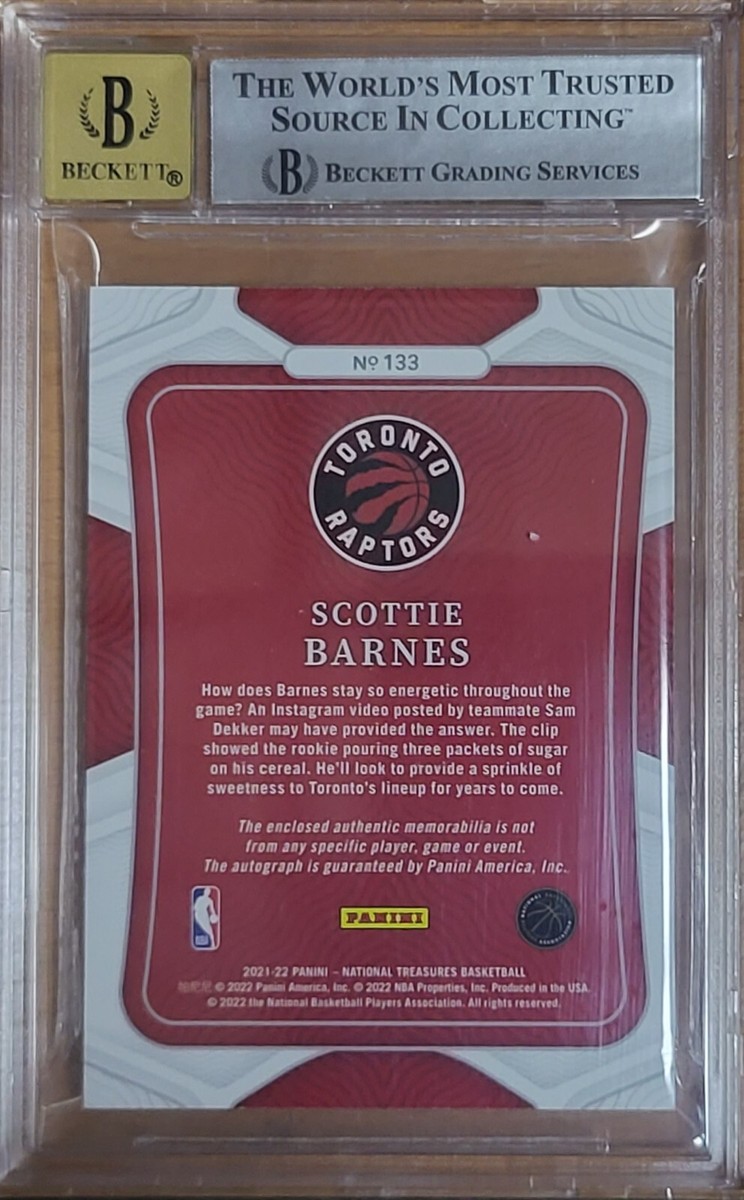 B
BECKETT®
THE WORLD'S MOST TRUSTED
SOURCE IN COLLECTING™
B BECKETT GRADING SERVICES
Nº 133
TORONTO
RAPTORS
SCOTTIE
BARNES
How does Barnes stay so energetic throughout the
game? An Instagram video posted by teammate Sam
Dekker may have provided the answer. The clip
showed the rookie pouring three packets of sugar
on his cereal. He'll look to provide a sprinkle of
sweetness to Toronto's lineup for years to come.
The enclosed authentic memorabilia is not
from any specific player, game or event.
The autograph is guaranteed by Panini America, Inc.
NBA
PANINI
2021-22 PANINI – NATIONAL TREASURES BASKETBALL
© 2022 Panini America, Inc. © 2022 NBA Properties, Inc. Produced in the USA.
© 2022 the National Basketball Players Association. All rights reserved.